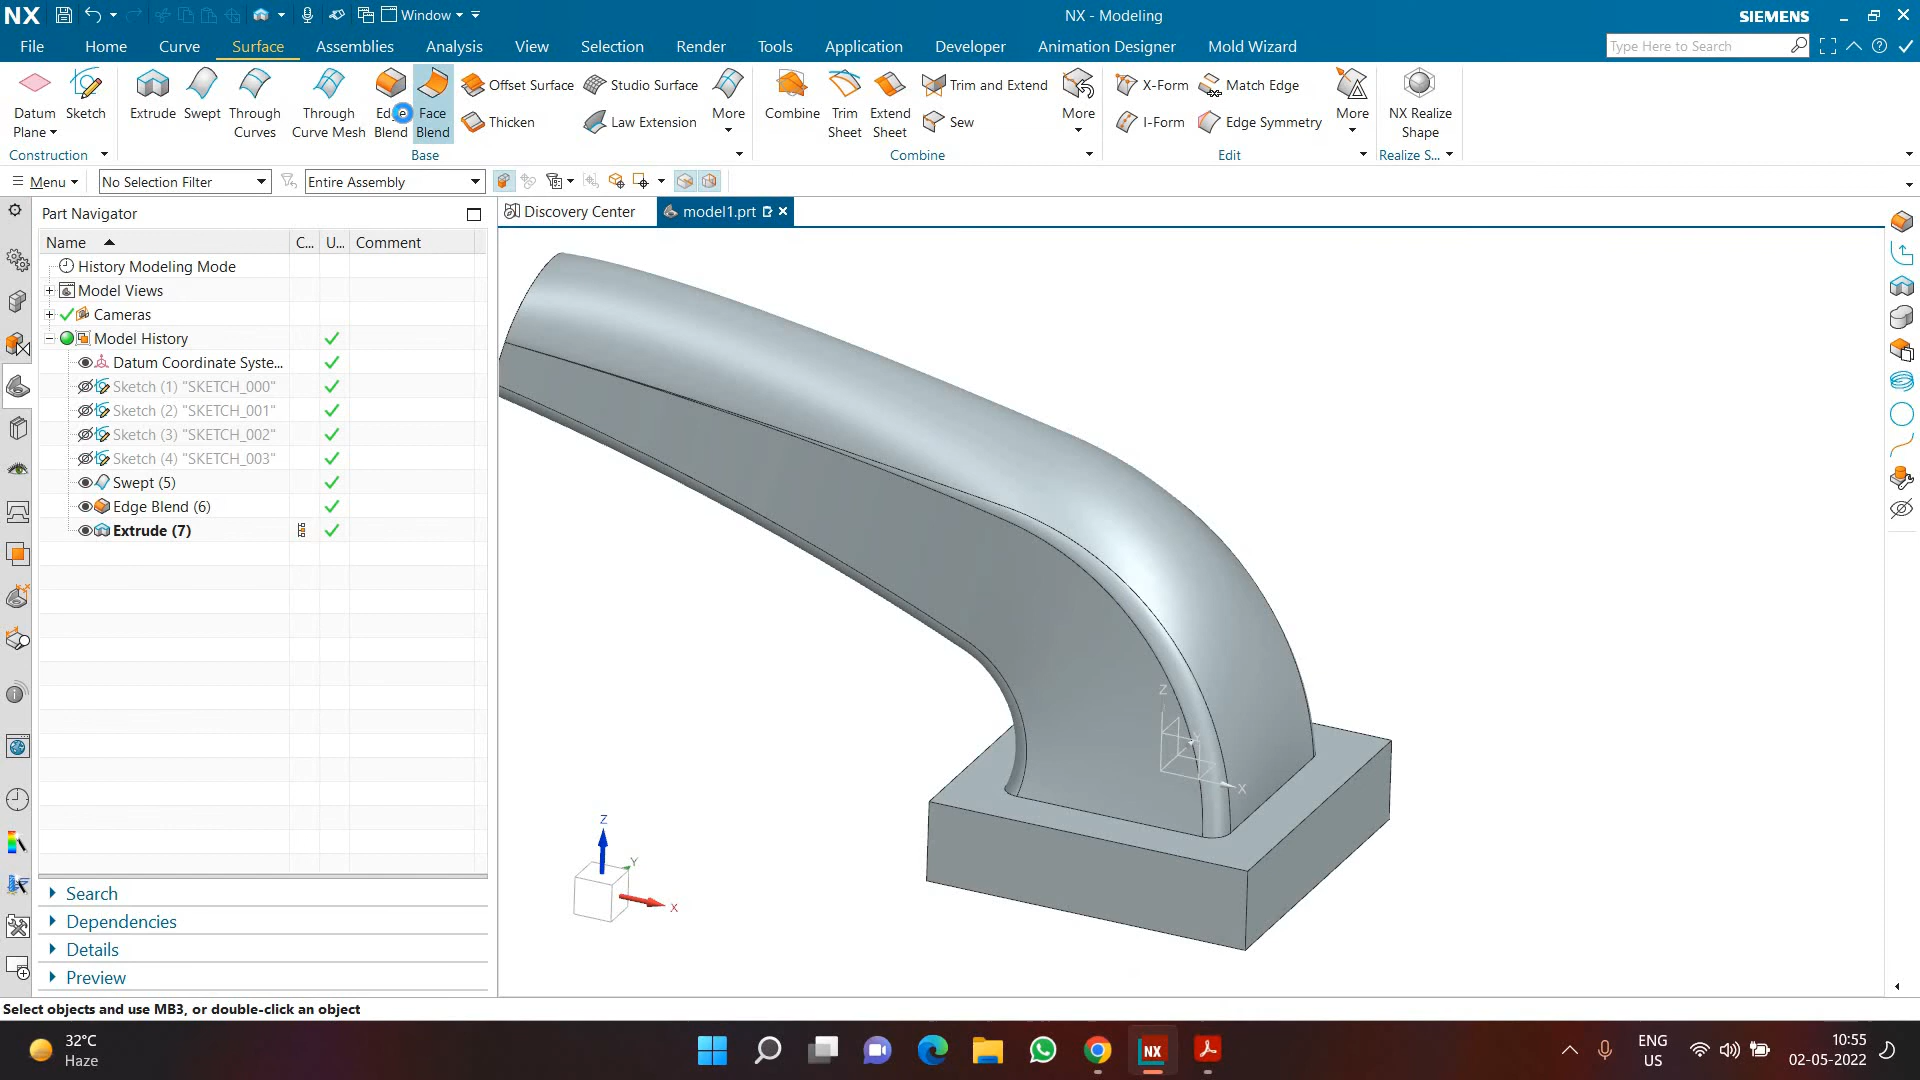 NX Window NX - Modeling SIEMENS
File Home Curve Surface Assemblies Analysis View Selection Render Tools Application Developer Animation Designer Mold Wizard Type Here to Search
Datum Plane Sketch Extrude Swept Through Curves Through Curve Mesh Edge Blend Face Blend Offset Surface Studio Surface More Combine Trim Sheet Extend Sheet Trim and Extend More X-Form Match Edge More NX Realize Shape
Thicken Law Extension Sew I-Form Edge Symmetry
Construction Base Combine Edit Realize S...
Menu No Selection Filter Entire Assembly
Part Navigator Discovery Center model1.prt
Name C... U... Comment
History Modeling Mode
Model Views
Cameras
Model History
Datum Coordinate Syste...
Sketch (1) "SKETCH_000"
Sketch (2) "SKETCH_001"
Sketch (3) "SKETCH_002"
Sketch (4) "SKETCH_003"
Swept (5)
Edge Blend (6)
Extrude (7)
Z
Y
X
Z
Y
X
Search
Dependencies
Details
Preview
Select objects and use MB3, or double-click an object
32°C
Haze
NX
ENG
US
10:55
02-05-2022